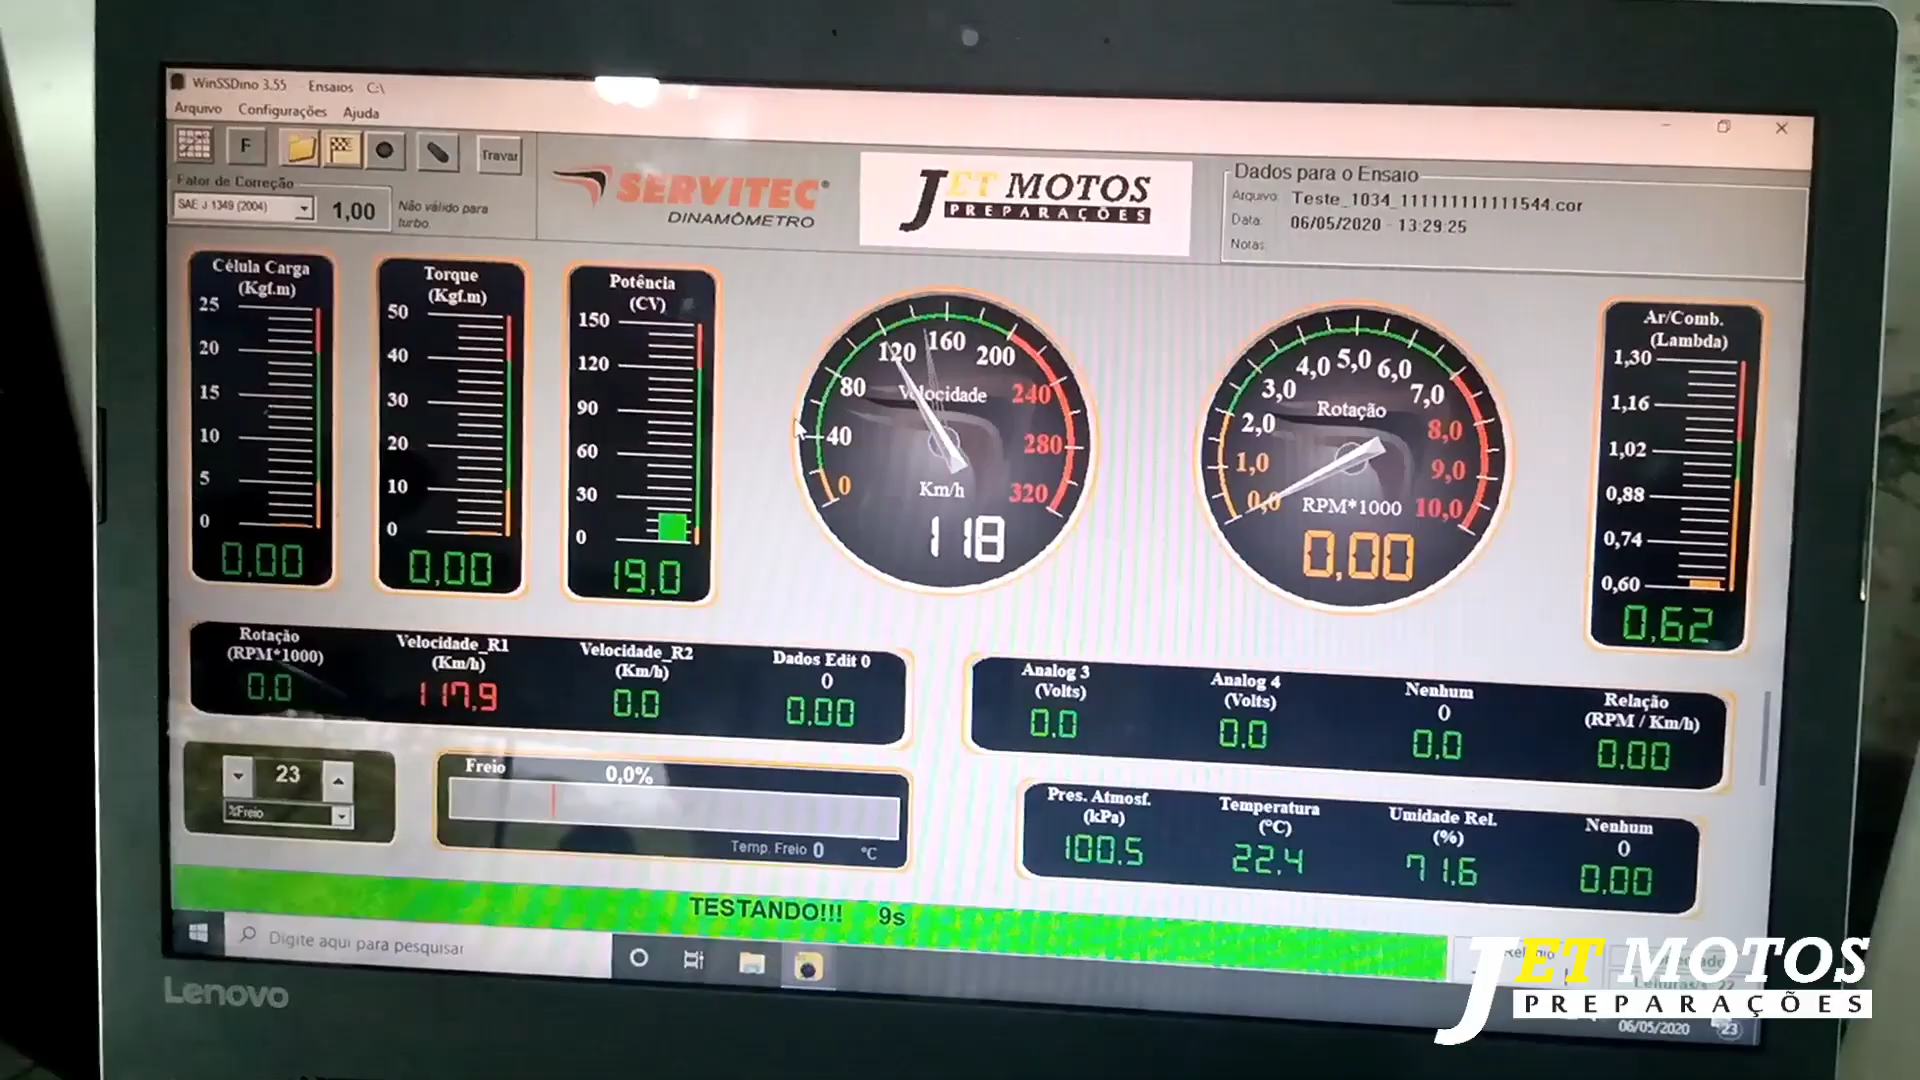 WinSSDino 3.55 Ensaios C:\
Arquivo Configurações Ajuda
F
Travar
Fator de Correção
SAE J 1349 (2004)
1,00
Não válido para
turbo.
SERVITEC®
DINAMÔMETRO
JET MOTOS
PREPARAÇÕES
Dados para o Ensaio
Arquivo: Teste_1034_111111111111544.cor
Data: 06/05/2020 - 13:29:25
Notas:
Célula Carga
(Kgf.m)
25
20
15
10
5
0
0,00
Torque
(Kgf.m)
50
40
30
20
10
0
0,00
Potência
(CV)
150
120
90
60
30
0
19,0
0
40
80
120
160
200
240
280
320
Velocidade
Km/h
118
0,0
1,0
2,0
3,0
4,0
5,0
6,0
7,0
8,0
9,0
10,0
Rotação
RPM*1000
0,00
Ar/Comb.
(Lambda)
1,30
1,16
1,02
0,88
0,74
0,60
0,62
Rotação
(RPM*1000)
0.0
Velocidade_R1
(Km/h)
117.9
Velocidade_R2
(Km/h)
0.0
Dados Edit 0
0
0.00
Analog 3
(Volts)
0.0
Analog 4
(Volts)
0.0
Nenhum
0
0.0
Relação
(RPM / Km/h)
0.00
23
%Freio
Freio
0,0%
Temp. Freio 0 °C
Pres. Atmosf.
(kPa)
100.5
Temperatura
(°C)
22.4
Umidade Rel.
(%)
71.6
Nenhum
0
0.00
TESTANDO!!! 9s
Digite aqui para pesquisar
06/05/2020
23
Lenovo
JET MOTOS
PREPARAÇÕES